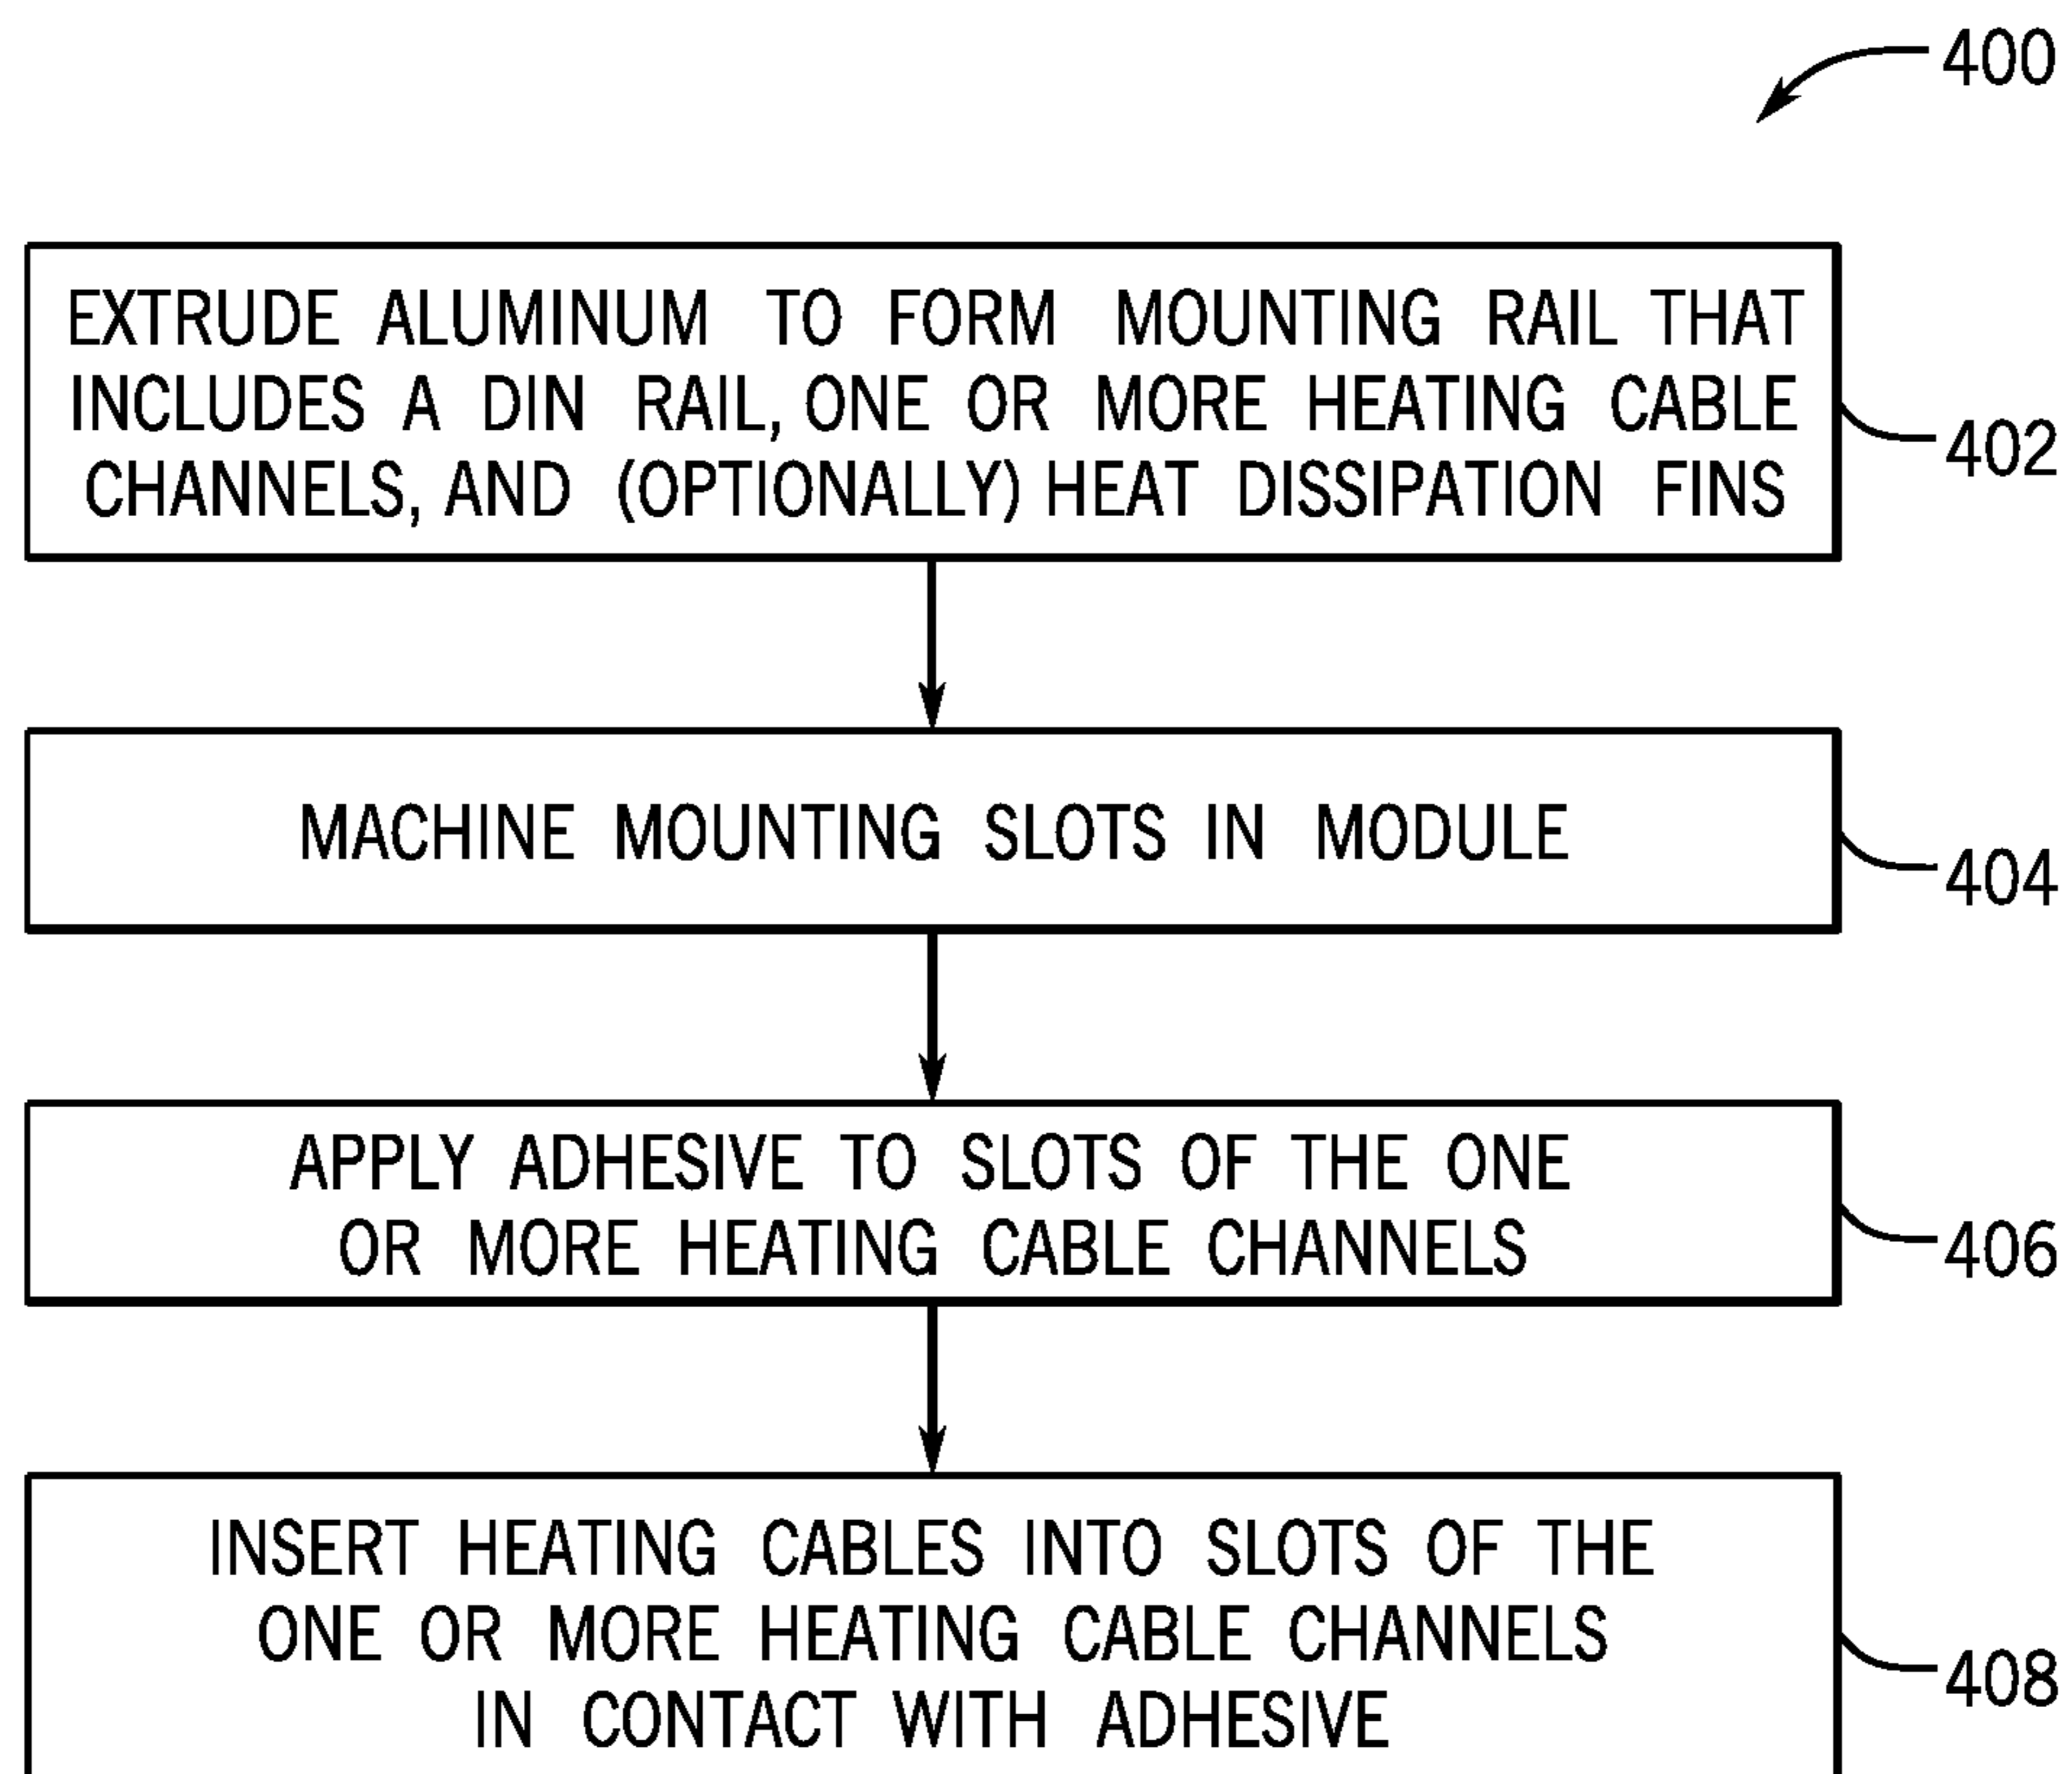 400
EXTRUDE ALUMINUM TO FORM MOUNTING RAIL THAT
INCLUDES A DIN RAIL, ONE OR MORE HEATING CABLE
CHANNELS, AND (OPTIONALLY) HEAT DISSIPATION FINS
402
MACHINE MOUNTING SLOTS IN MODULE
404
APPLY ADHESIVE TO SLOTS OF THE ONE
OR MORE HEATING CABLE CHANNELS
406
INSERT HEATING CABLES INTO SLOTS OF THE
ONE OR MORE HEATING CABLE CHANNELS
IN CONTACT WITH ADHESIVE
408